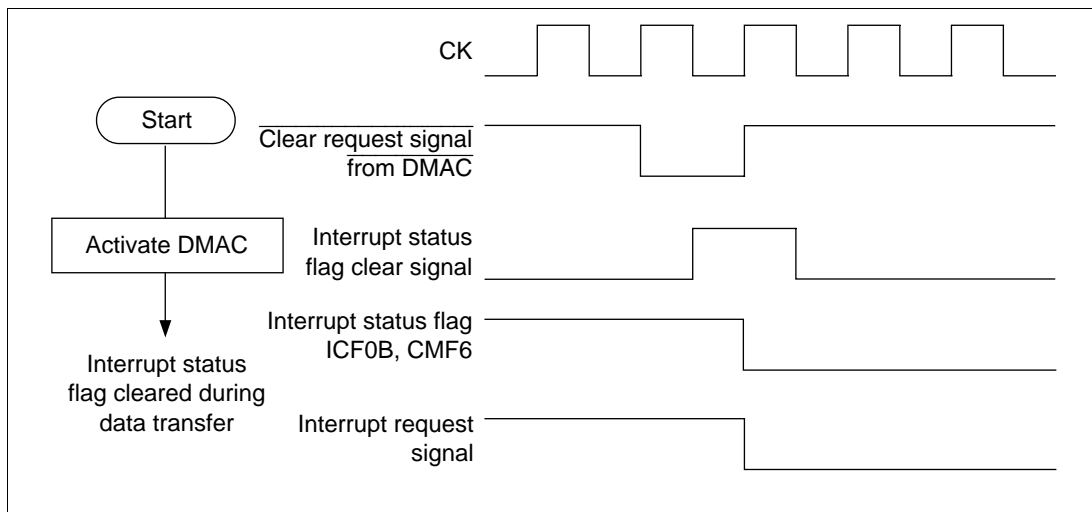 CK
Start
Clear request signal
from DMAC
Activate DMAC
Interrupt status
flag clear signal
Interrupt status flag
ICF0B, CMF6
Interrupt status
flag cleared during
data transfer
Interrupt request
signal